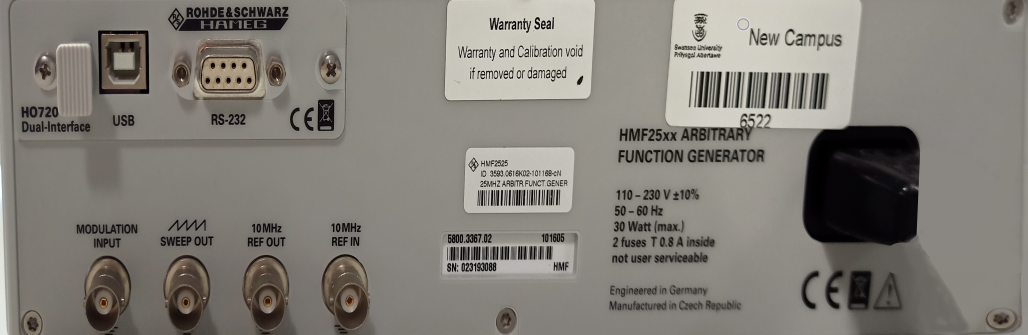 ROHDE&SCHWARZ
HAMEG
HO720
Dual-Interface
USB
RS-232
CE
Warranty Seal
Warranty and Calibration void
if removed or damaged
Swansea University
Prifysgol Abertawe
New Campus
6522
HMF25xx ARBITRARY
FUNCTION GENERATOR
110 – 230 V ±10%
50 – 60 Hz
30 Watt (max.)
2 fuses T 0.8 A inside
not user serviceable
Engineered in Germany
Manufactured in Czech Republic
CE
HMF2525
ID 3593.0616K02-101168-cN
25MHZ ARBITR.FUNCT.GENER
5800.3367.02 101605
SN: 023193088 HMF
MODULATION
INPUT
SWEEP OUT
10MHz
REF OUT
10MHz
REF IN